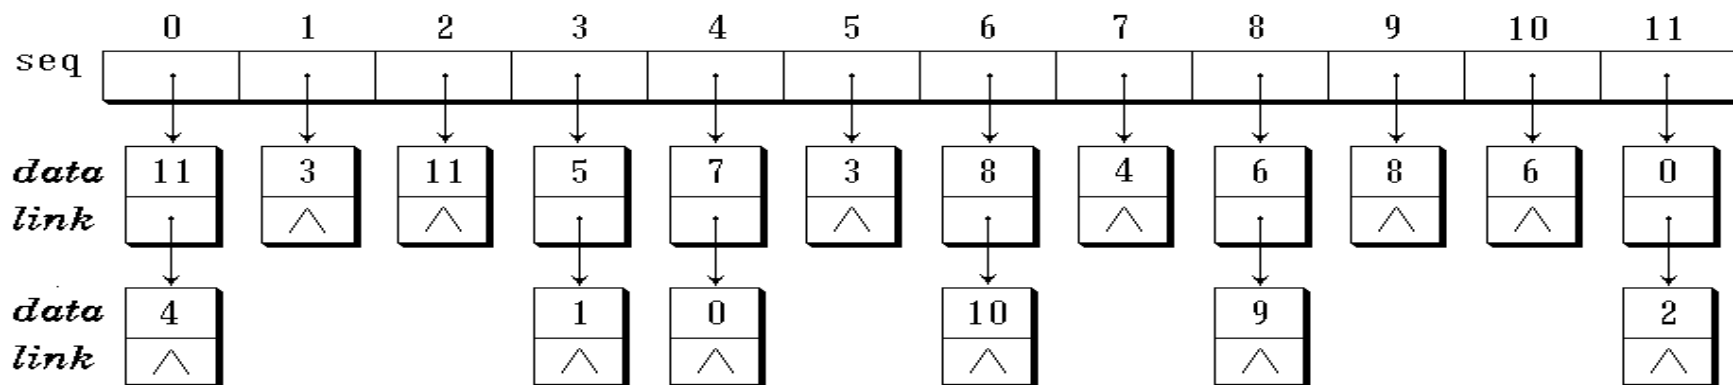 0 1 2 3 4 5 6 7 8 9 10 11
seq
data 11 3 11 5 7 3 8 4 6 8 6 0
link
data 4 1 0 10 9 2
link